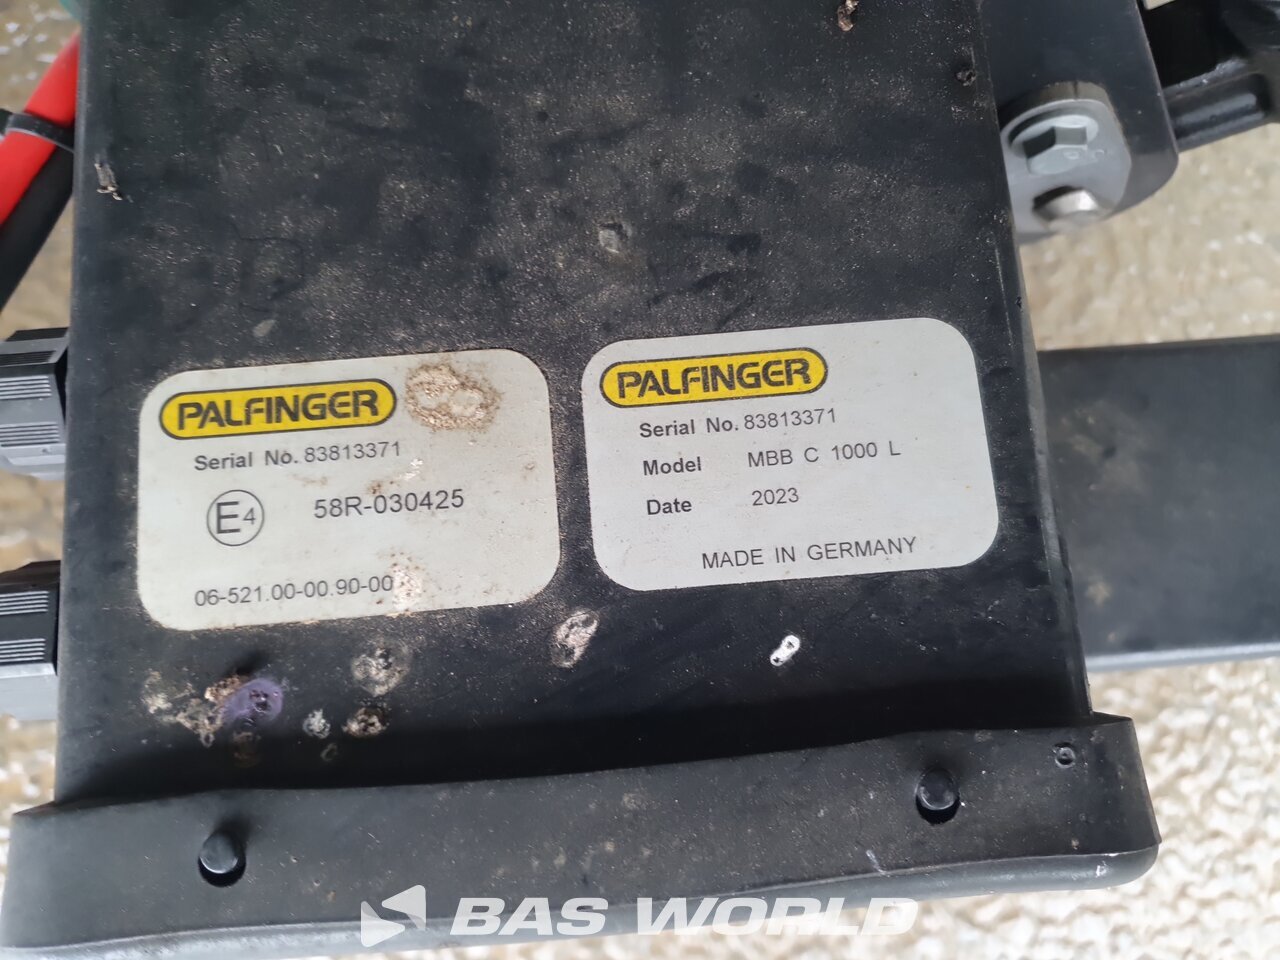 PALFINGER
Serial No. 83813371
E4 58R-030425
06-521.00-00.90-00
PALFINGER
Serial No. 83813371
Model MBB C 1000 L
Date 2023
MADE IN GERMANY
BAS WORLD